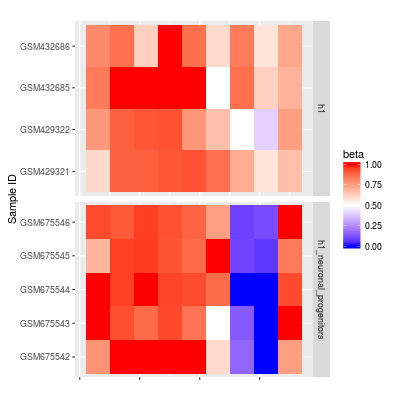 GSM432686
GSM432685
GSM429322
GSM429321
h1
GSM675546
GSM675545
GSM675544
GSM675543
GSM675542
h1_neuronal_progenitors
Sample ID
beta
1.00
0.75
0.50
0.25
0.00